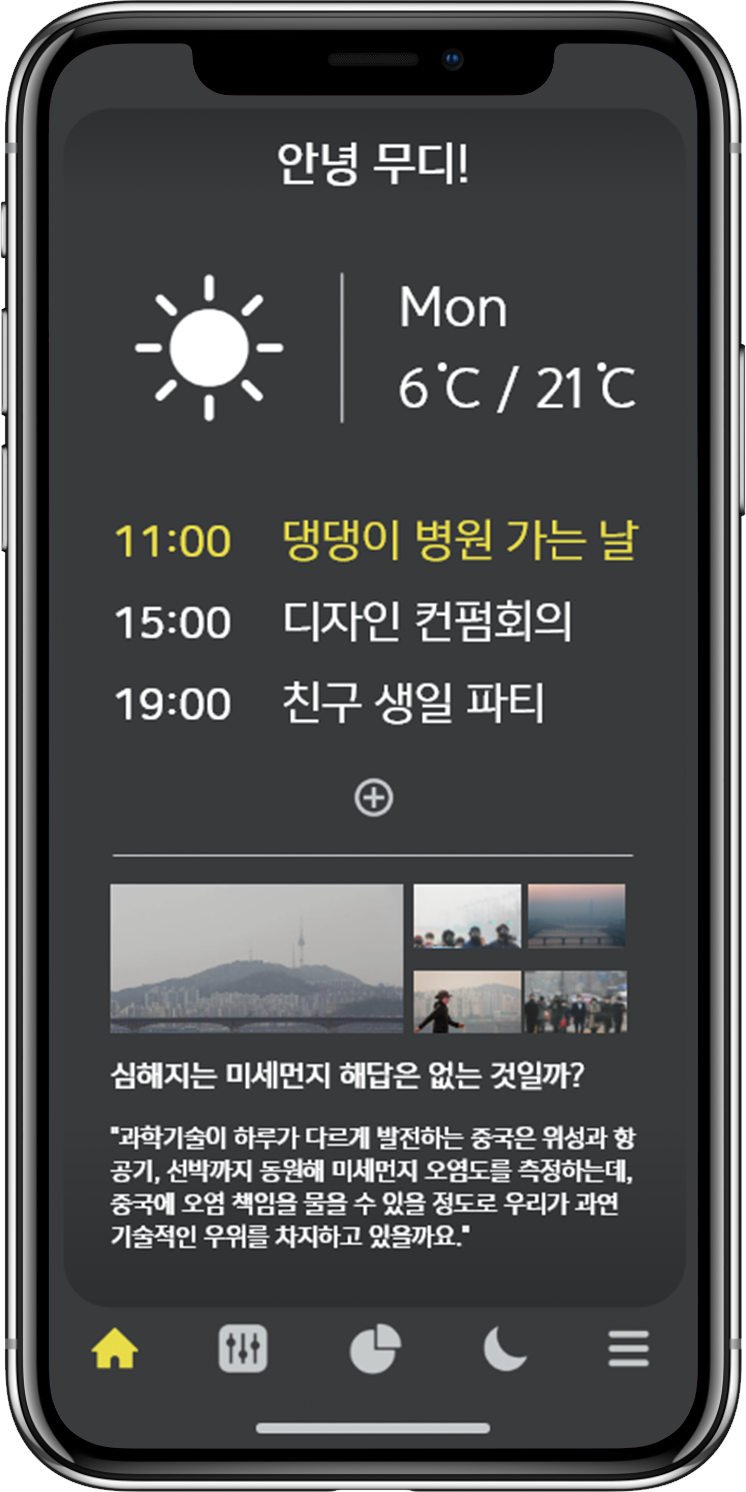 안녕 무디!
Mon
6℃ / 21℃
11:00 댕댕이 병원 가는 날
15:00 디자인 컨펌회의
19:00 친구 생일 파티
심해지는 미세먼지 해답은 없는 것일까?
"과학기술이 하루가 다르게 발전하는 중국은 위성과 항
공기, 선박까지 동원해 미세먼지 오염도를 측정하는데,
중국에 오염 책임을 물을 수 있을 정도로 우리가 과연
기술적인 우위를 차지하고 있을까요."